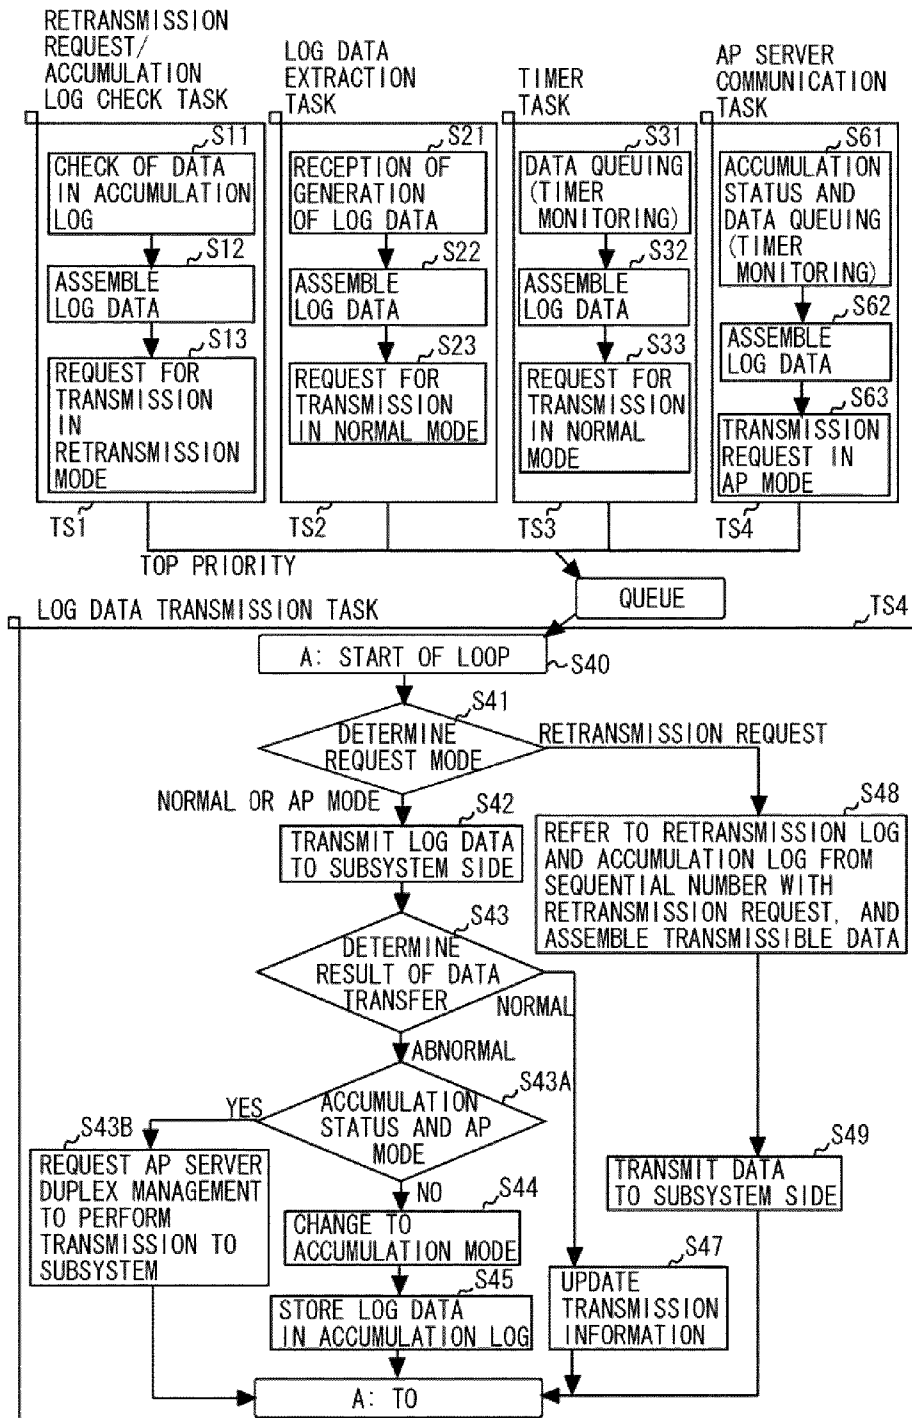 RETRANSMISSION
REQUEST/
ACCUMULATION
LOG CHECK TASK
LOG DATA
EXTRACTION
TASK
TIMER
TASK
AP SERVER
COMMUNICATION
TASK
S11
CHECK OF DATA
IN ACCUMULATION
LOG
S12
ASSEMBLE
LOG DATA
S13
REQUEST FOR
TRANSMISSION
IN
RETRANSMISSION
MODE
TS1
S21
RECEPTION OF
GENERATION
OF LOG DATA
S22
ASSEMBLE
LOG DATA
S23
REQUEST FOR
TRANSMISSION
IN NORMAL MODE
TS2
S31
DATA QUEUING
(TIMER
MONITORING)
S32
ASSEMBLE
LOG DATA
S33
REQUEST FOR
TRANSMISSION
IN NORMAL
MODE
TS3
S61
ACCUMULATION
STATUS AND
DATA QUEUING
(TIMER
MONITORING)
S62
ASSEMBLE
LOG DATA
S63
TRANSMISSION
REQUEST IN
AP MODE
TS4
TOP PRIORITY
QUEUE
LOG DATA TRANSMISSION TASK
TS4
A: START OF LOOP
S40
S41
DETERMINE
REQUEST MODE
RETRANSMISSION REQUEST
NORMAL OR AP MODE
S42
TRANSMIT LOG DATA
TO SUBSYSTEM SIDE
S48
REFER TO RETRANSMISSION LOG
AND ACCUMULATION LOG FROM
SEQUENTIAL NUMBER WITH
RETRANSMISSION REQUEST, AND
ASSEMBLE TRANSMISSIBLE DATA
S43
DETERMINE
RESULT OF DATA
TRANSFER
NORMAL
ABNORMAL
S43A
ACCUMULATION
STATUS AND AP
MODE
YES
S43B
REQUEST AP SERVER
DUPLEX MANAGEMENT
TO PERFORM
TRANSMISSION TO
SUBSYSTEM
NO
S44
CHANGE TO
ACCUMULATION MODE
S45
STORE LOG DATA
IN ACCUMULATION LOG
S47
UPDATE
TRANSMISSION
INFORMATION
S49
TRANSMIT DATA
TO SUBSYSTEM SIDE
A: TO